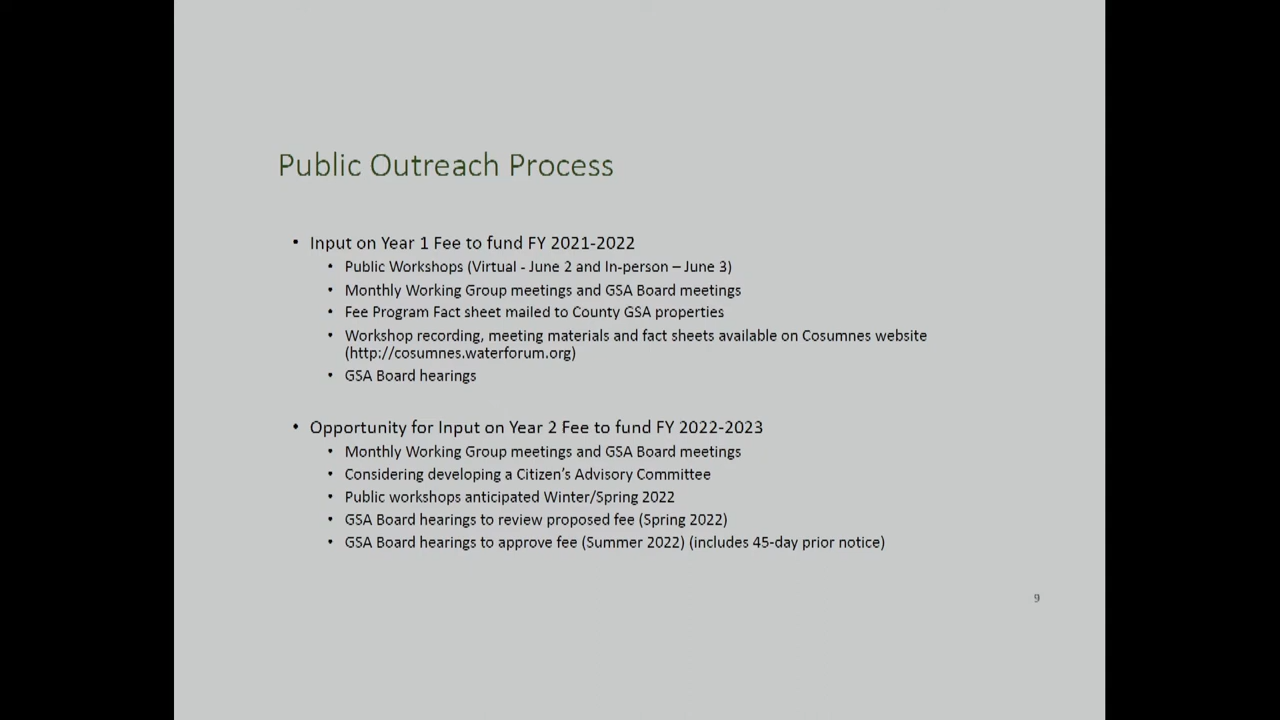 Public Outreach Process
• Input on Year 1 Fee to fund FY 2021-2022
• Public Workshops (Virtual - June 2 and In-person – June 3)
• Monthly Working Group meetings and GSA Board meetings
• Fee Program Fact sheet mailed to County GSA properties
• Workshop recording, meeting materials and fact sheets available on Cosumnes website
(http://cosumnes.waterforum.org)
• GSA Board hearings
• Opportunity for Input on Year 2 Fee to fund FY 2022-2023
• Monthly Working Group meetings and GSA Board meetings
• Considering developing a Citizen’s Advisory Committee
• Public workshops anticipated Winter/Spring 2022
• GSA Board hearings to review proposed fee (Spring 2022)
• GSA Board hearings to approve fee (Summer 2022) (includes 45-day prior notice)
9